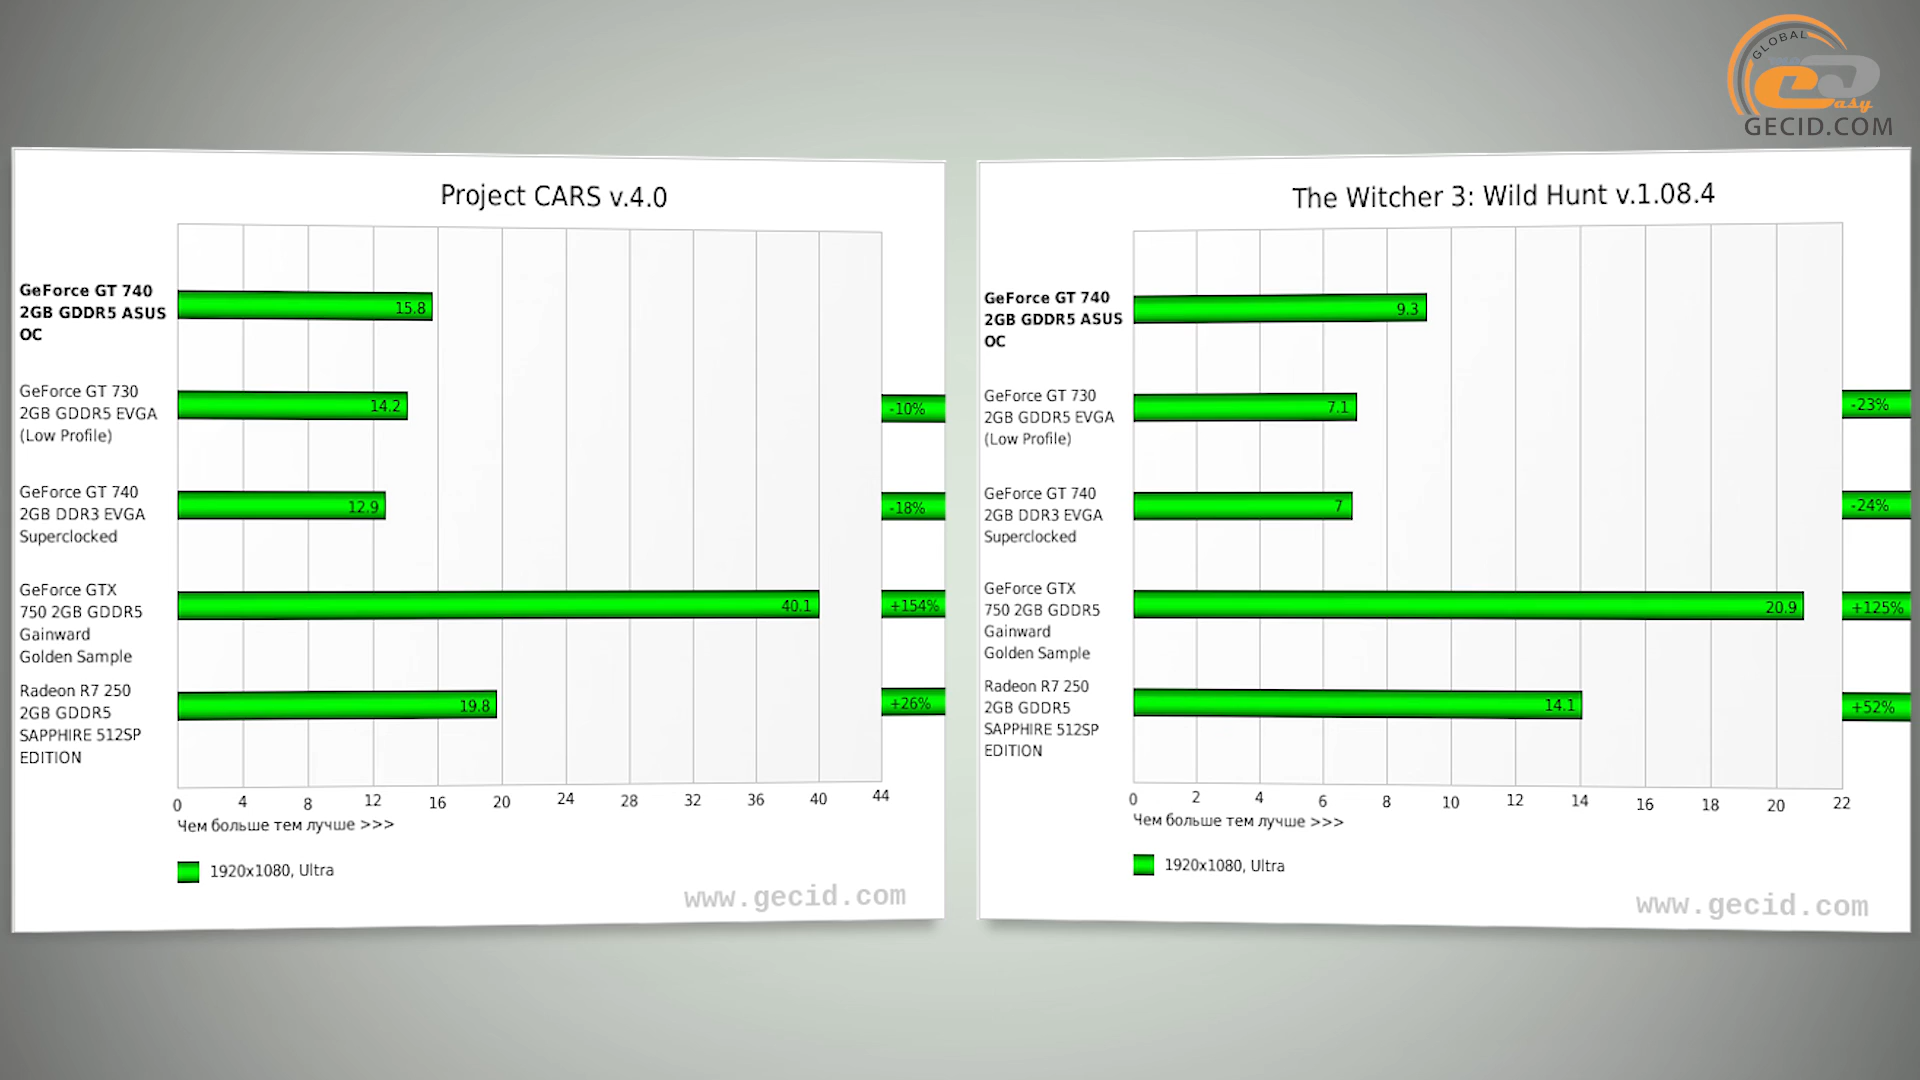 GLOBAL
easy
GECID.COM
Project CARS v.4.0
GeForce GT 740
2GB GDDR5 ASUS
OC
15.8
GeForce GT 730
2GB GDDR5 EVGA
(Low Profile)
14.2
-10%
GeForce GT 740
2GB DDR3 EVGA
Superclocked
12.9
-18%
GeForce GTX
750 2GB GDDR5
Gainward
Golden Sample
40.1
+154%
Radeon R7 250
2GB GDDR5
SAPPHIRE 512SP
EDITION
19.8
+26%
0 4 8 12 16 20 24 28 32 36 40 44
Чем больше тем лучше >>>
1920x1080, Ultra
www.gecid.com
The Witcher 3: Wild Hunt v.1.08.4
GeForce GT 740
2GB GDDR5 ASUS
OC
9.3
GeForce GT 730
2GB GDDR5 EVGA
(Low Profile)
7.1
-23%
GeForce GT 740
2GB DDR3 EVGA
Superclocked
7
-24%
GeForce GTX
750 2GB GDDR5
Gainward
Golden Sample
20.9
+125%
Radeon R7 250
2GB GDDR5
SAPPHIRE 512SP
EDITION
14.1
+52%
0 2 4 6 8 10 12 14 16 18 20 22
Чем больше тем лучше >>>
1920x1080, Ultra
www.gecid.com